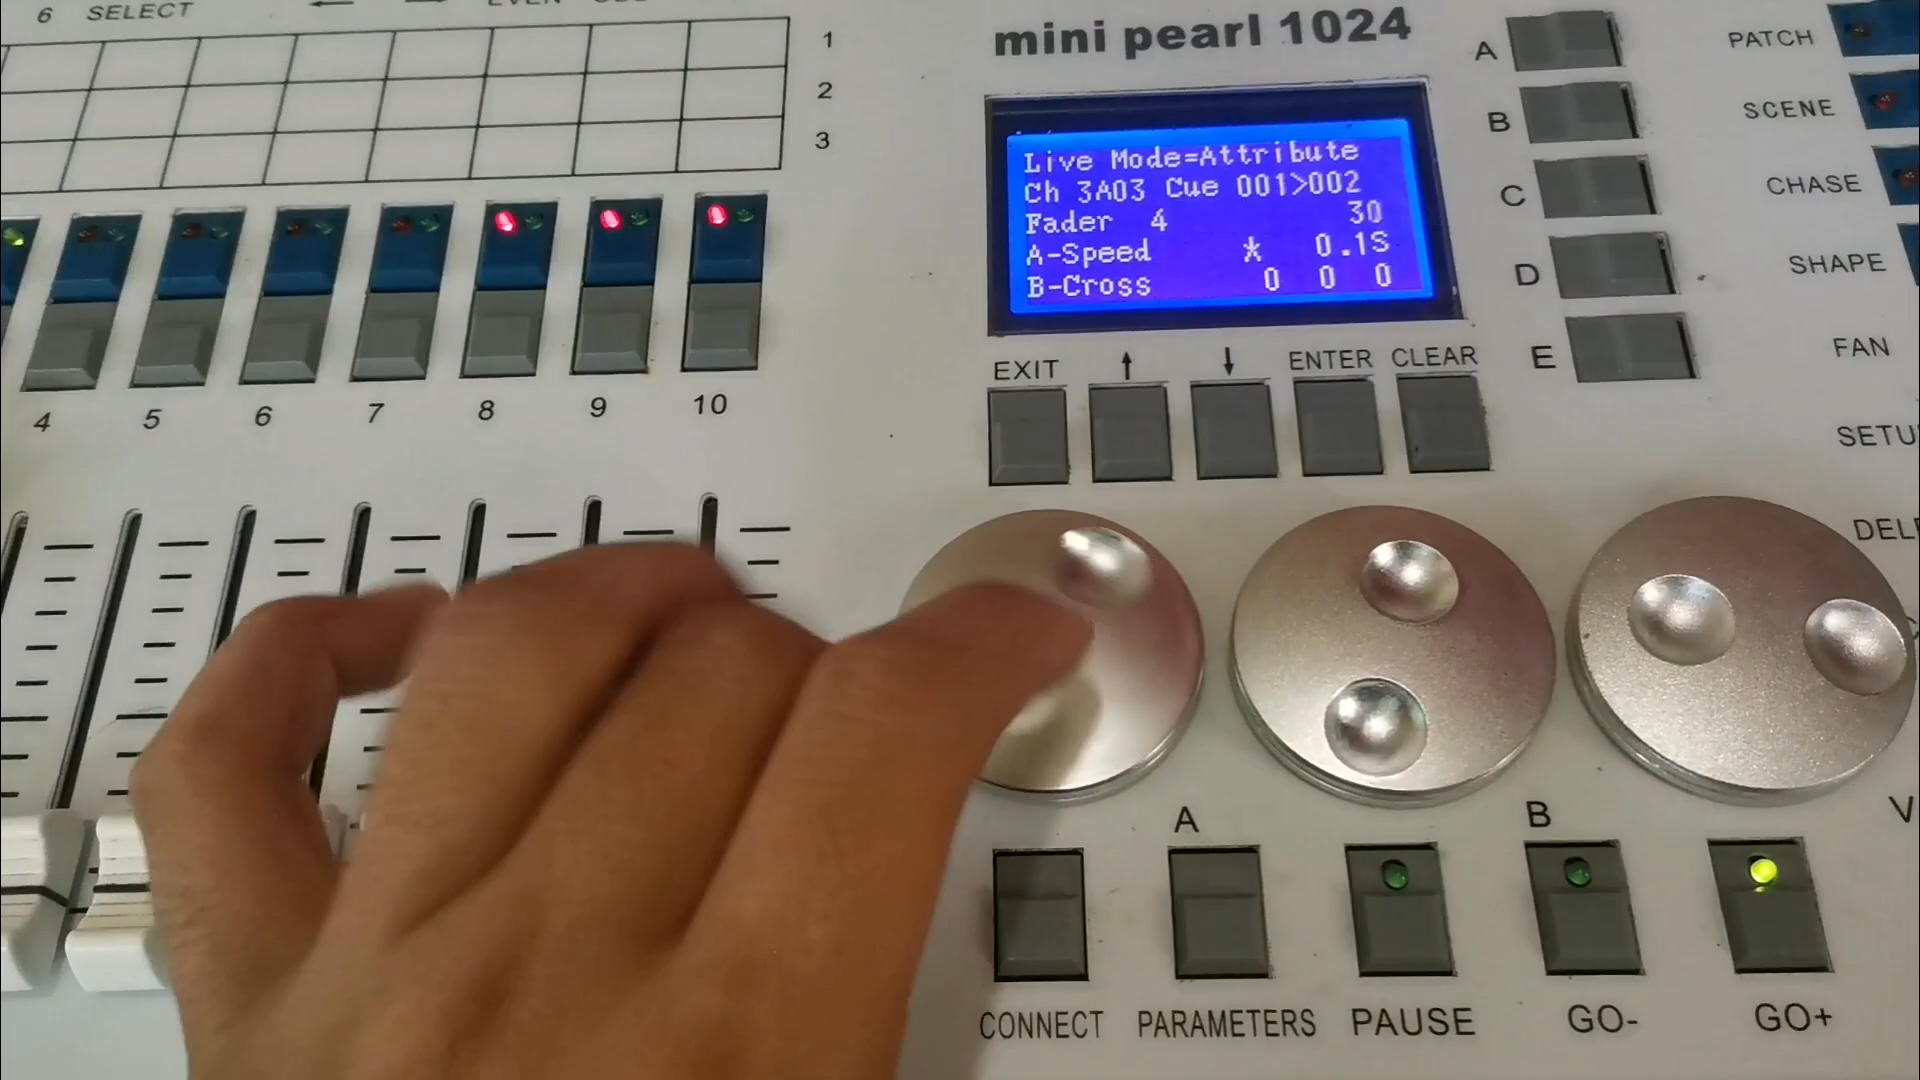 6 SELECT
mini pearl 1024
1
2
3
Live Mode=Attribute
Ch 3A03 Cue 001>002
Fader 4 30
A-Speed * 0.1S
B-Cross 0 0 0
A
B
C
D
E
PATCH
SCENE
CHASE
SHAPE
FAN
EXIT ↑ ↓ ENTER CLEAR
4 5 6 7 8 9 10
A B
CONNECT PARAMETERS PAUSE GO- GO+